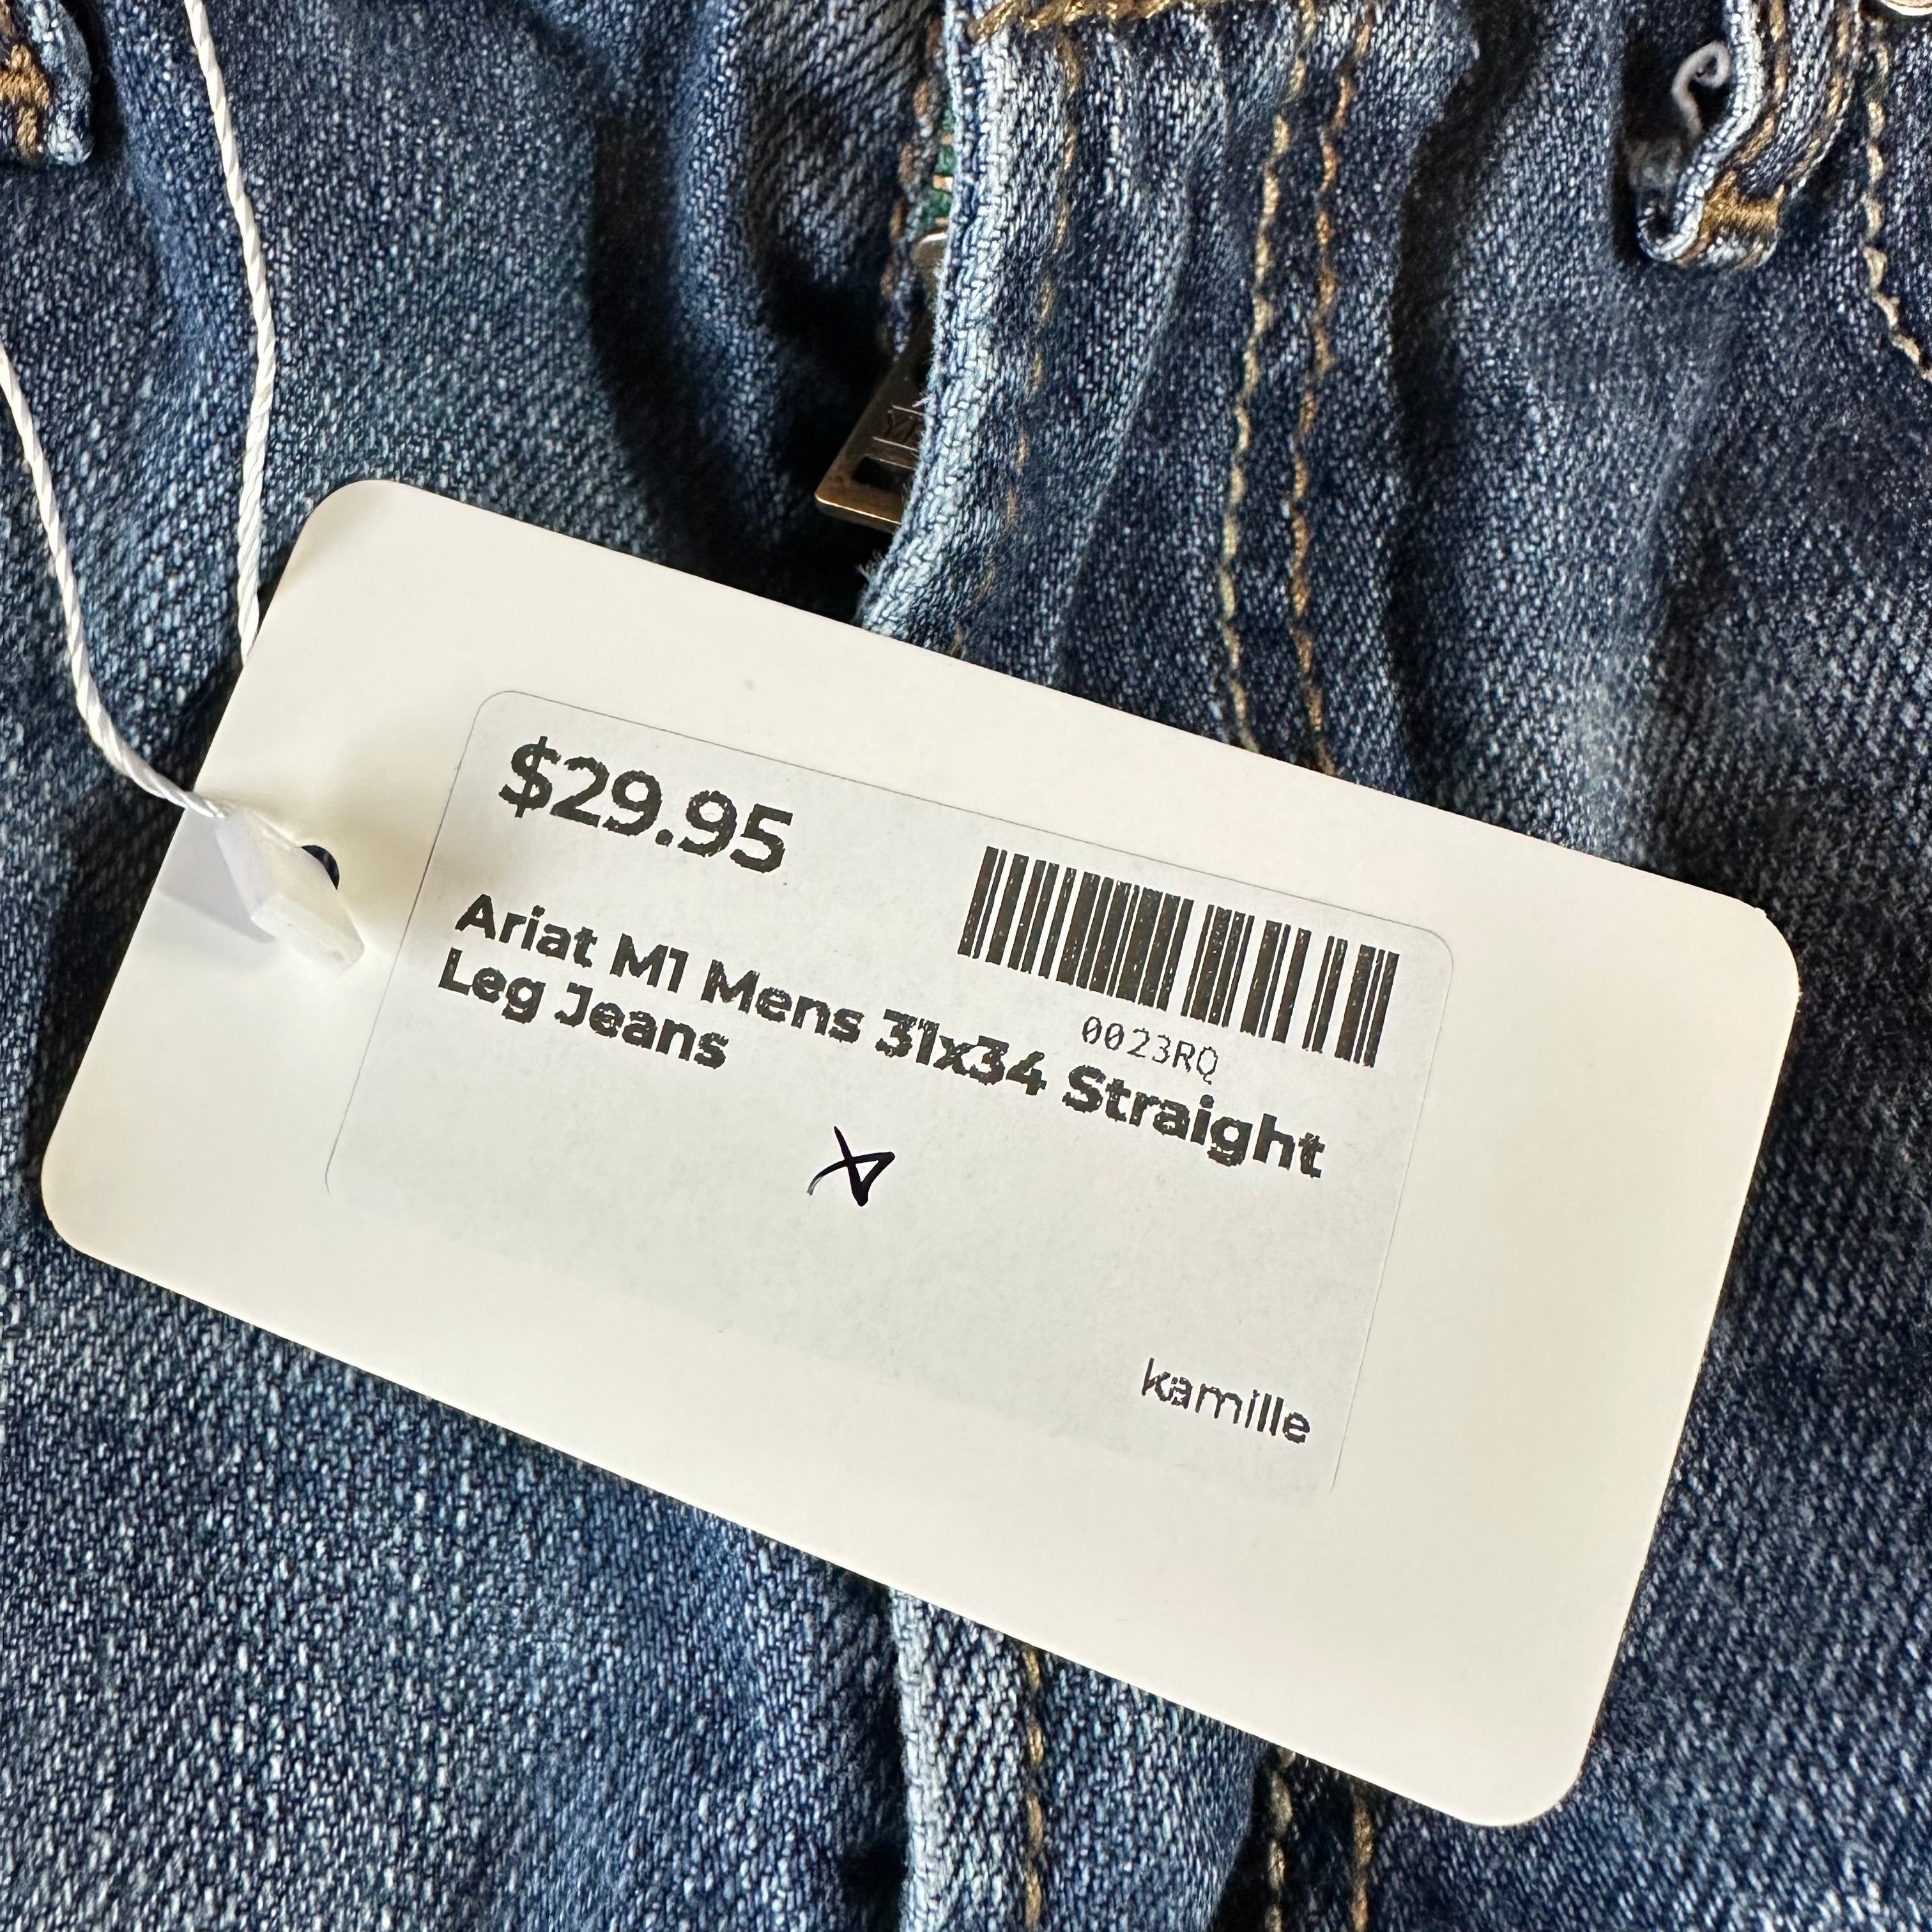 $29.95
0023RQ
Ariat M1 Mens 31x34 Straight
Leg Jeans
kamille